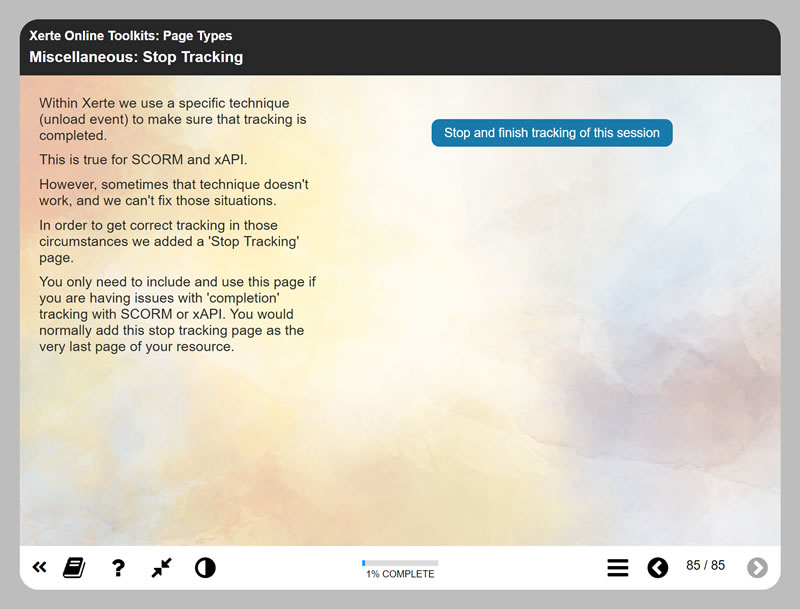 Xerte Online Toolkits: Page Types
Miscellaneous: Stop Tracking
Within Xerte we use a specific technique
(unload event) to make sure that tracking is
completed.
This is true for SCORM and xAPI.
However, sometimes that technique doesn't
work, and we can't fix those situations.
In order to get correct tracking in those
circumstances we added a 'Stop Tracking'
page.
You only need to include and use this page if
you are having issues with 'completion'
tracking with SCORM or xAPI. You would
normally add this stop tracking page as the
very last page of your resource.
Stop and finish tracking of this session
1% COMPLETE
85 / 85